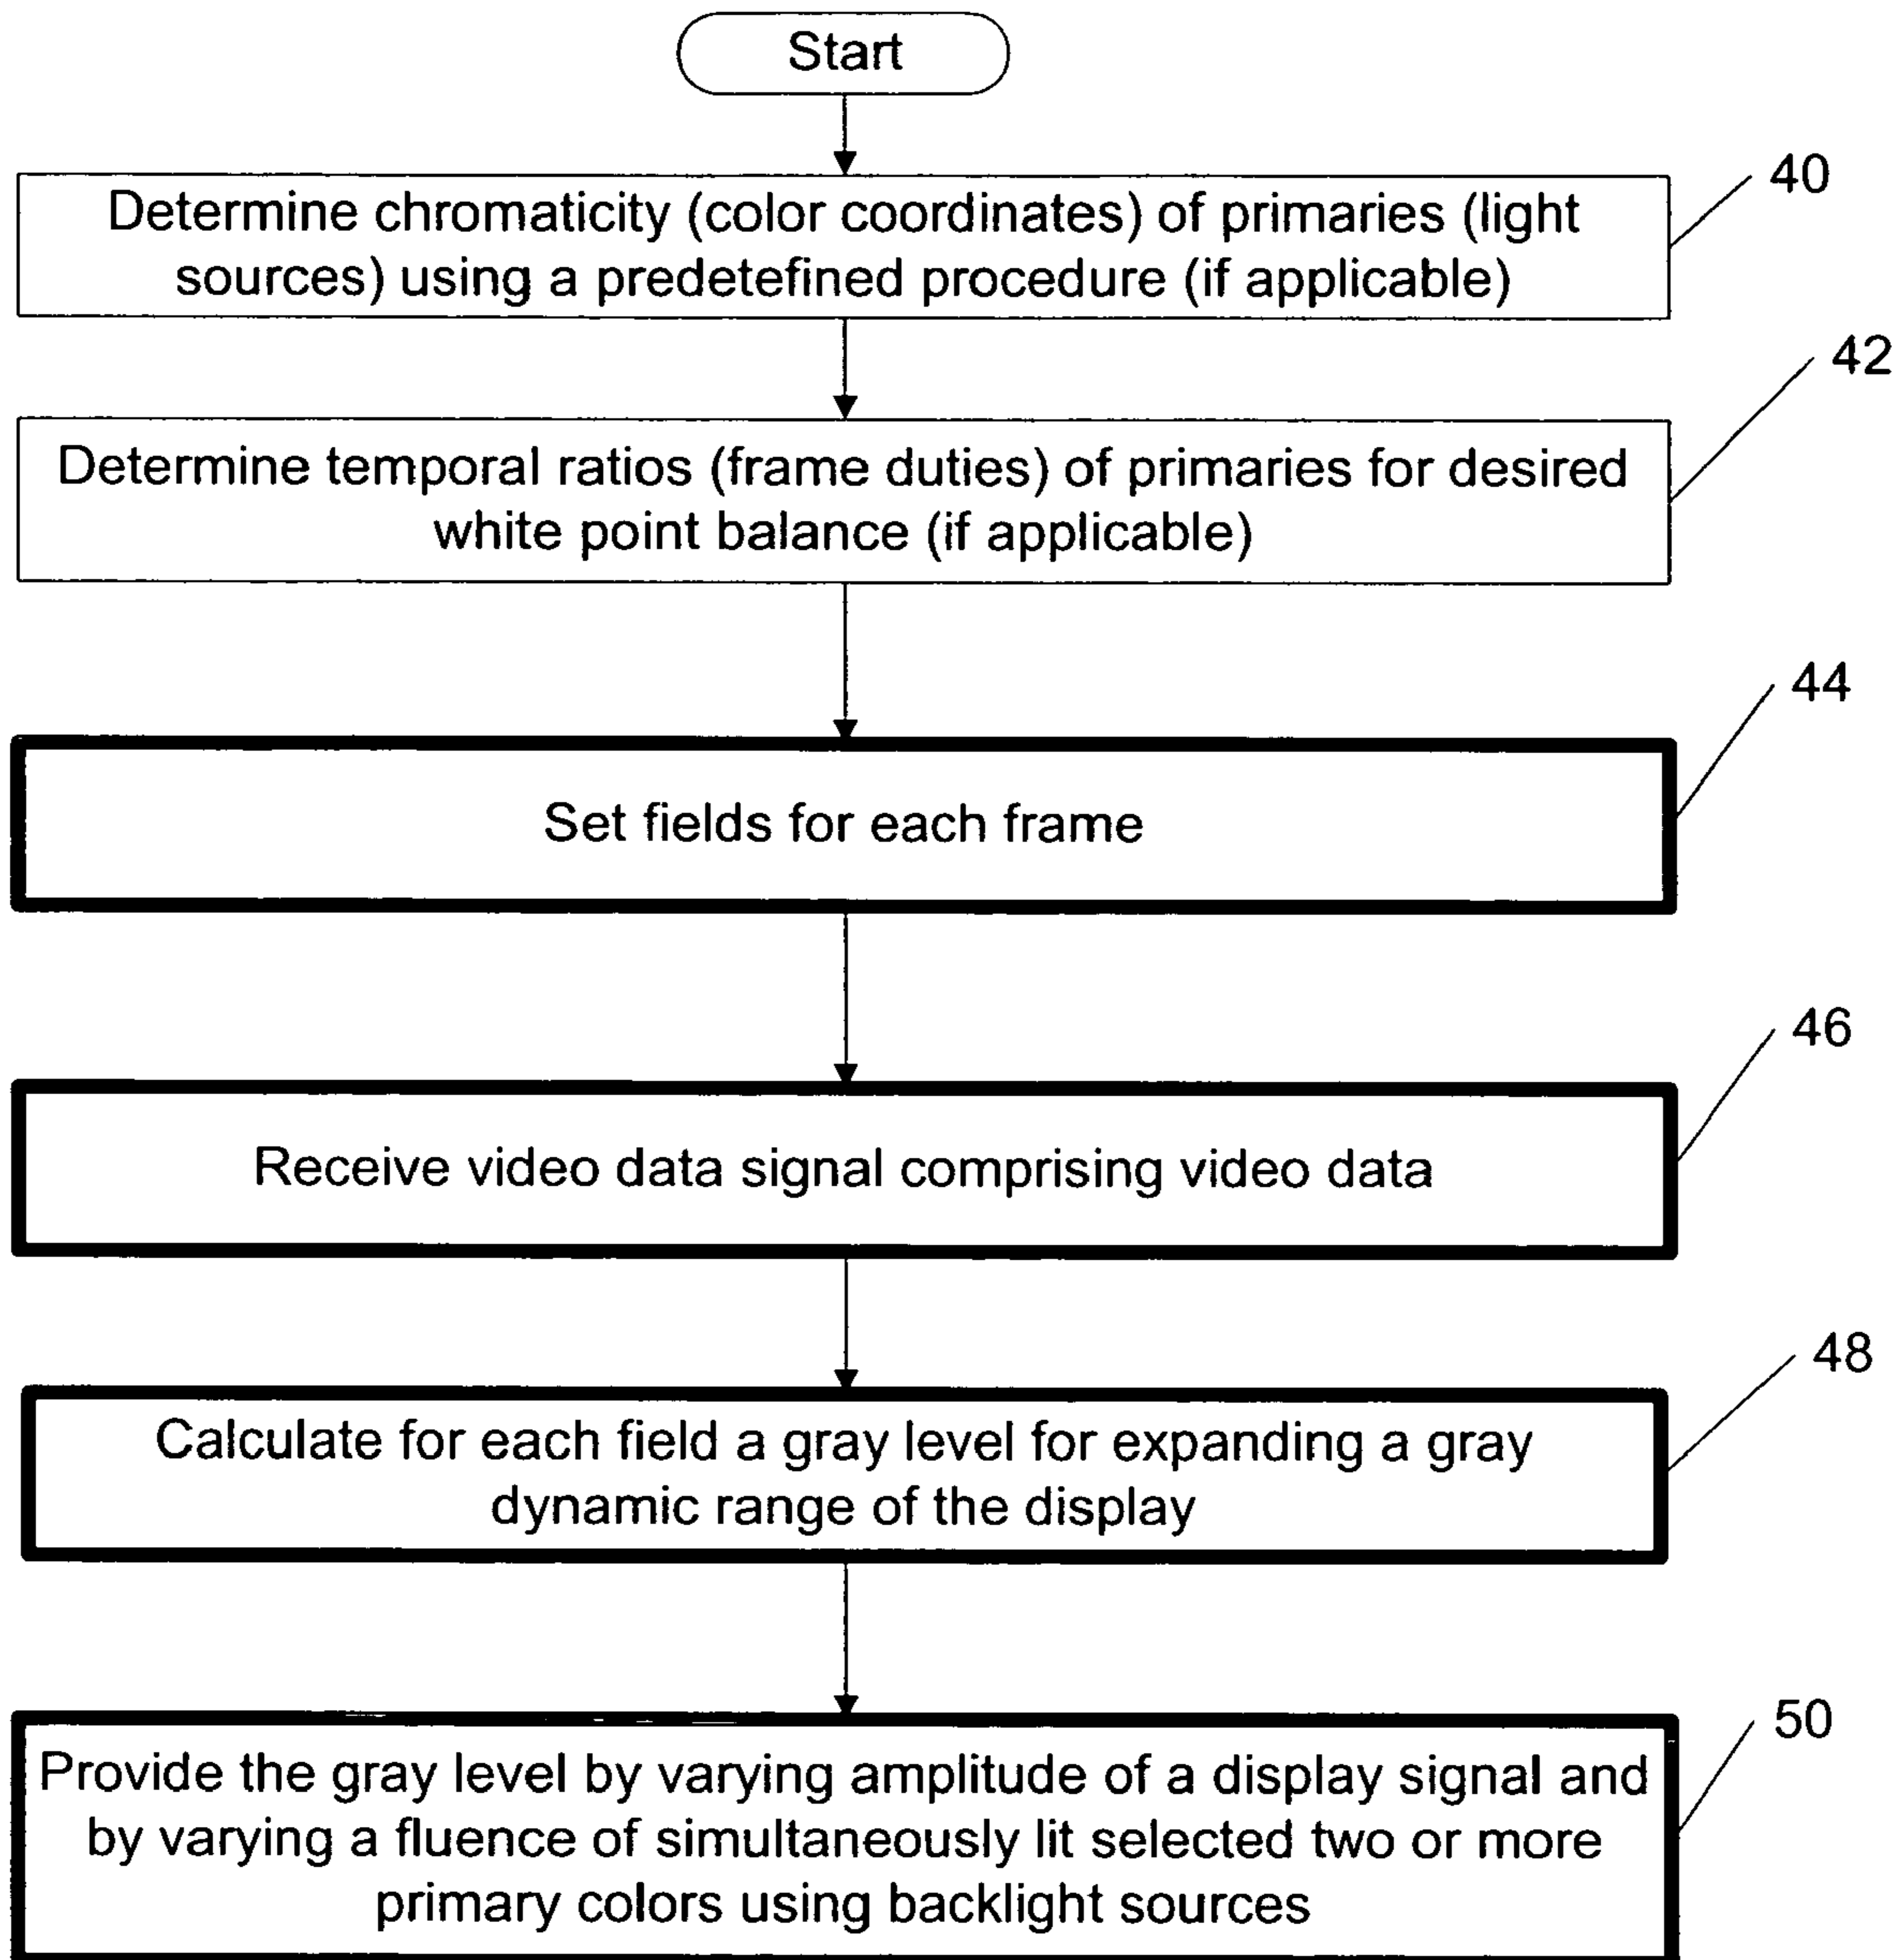 Start
40
Determine chromaticity (color coordinates) of primaries (light
sources) using a predetefined procedure (if applicable)
42
Determine temporal ratios (frame duties) of primaries for desired
white point balance (if applicable)
44
Set fields for each frame
46
Receive video data signal comprising video data
48
Calculate for each field a gray level for expanding a gray
dynamic range of the display
50
Provide the gray level by varying amplitude of a display signal and
by varying a fluence of simultaneously lit selected two or more
primary colors using backlight sources